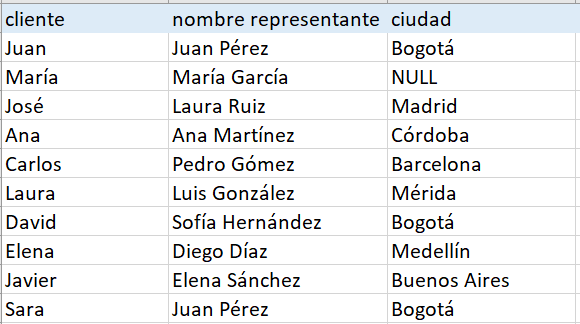 cliente nombre representante ciudad
Juan Juan Pérez Bogotá
María María García NULL
José Laura Ruiz Madrid
Ana Ana Martínez Córdoba
Carlos Pedro Gómez Barcelona
Laura Luis González Mérida
David Sofía Hernández Bogotá
Elena Diego Díaz Medellín
Javier Elena Sánchez Buenos Aires
Sara Juan Pérez Bogotá